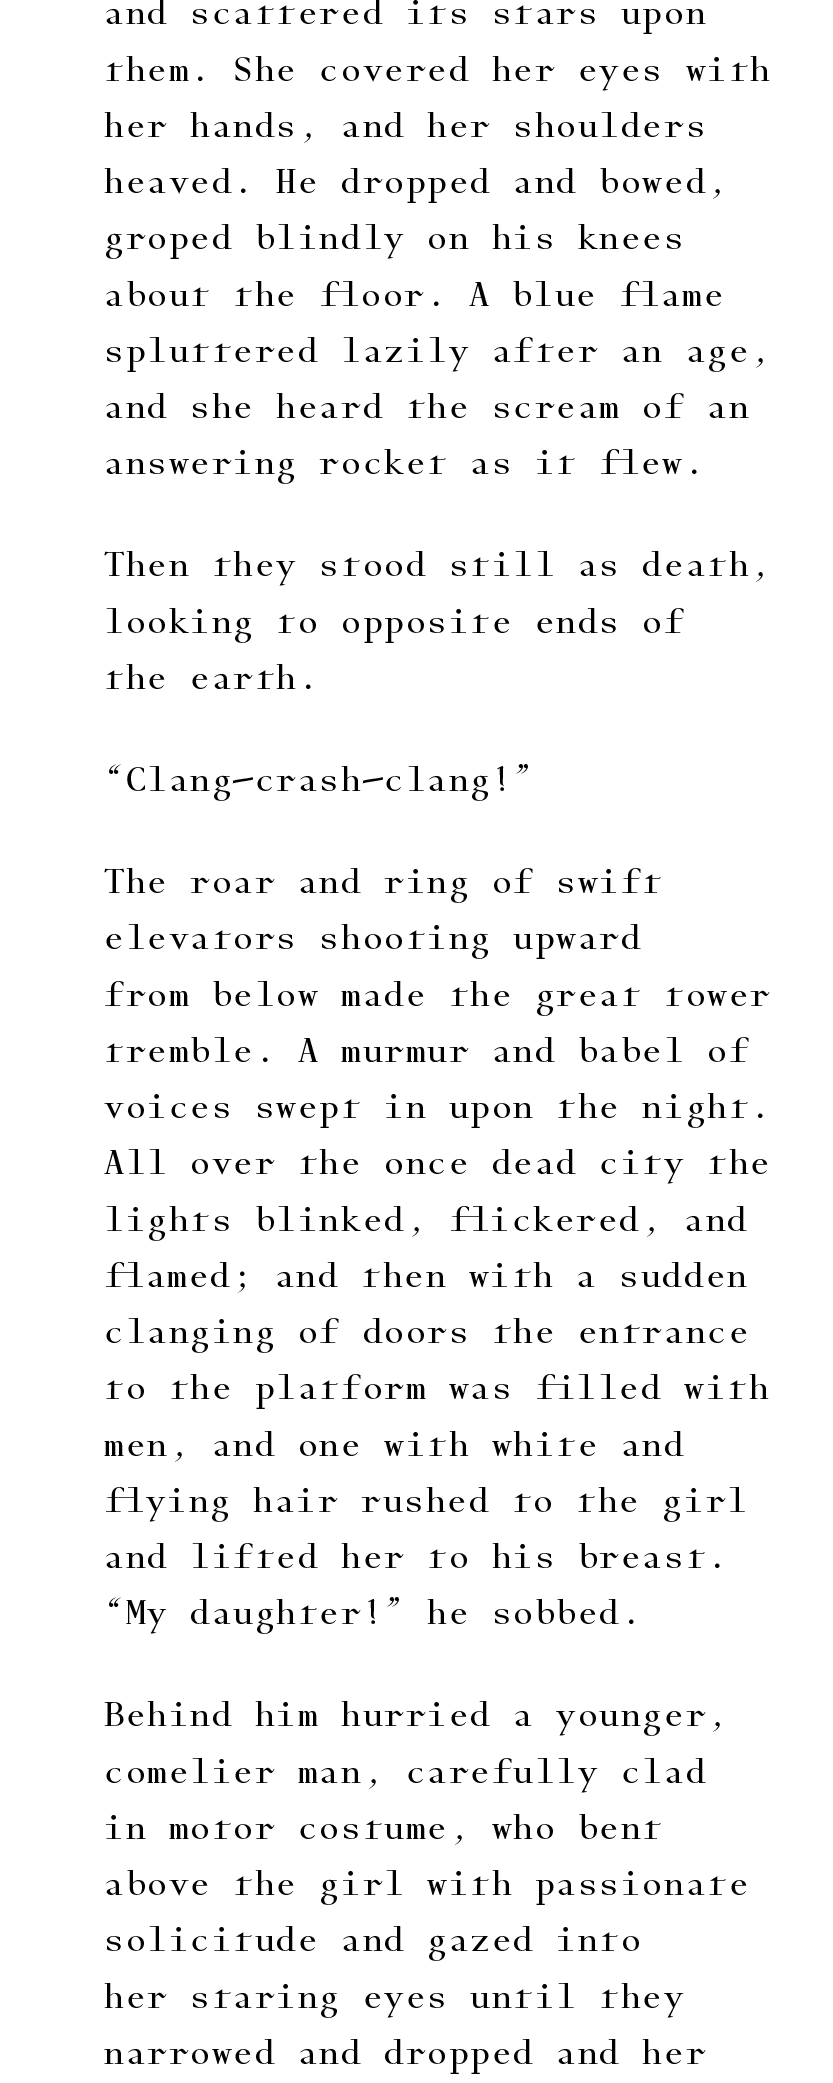 and scattered its stars upon
them. She covered her eyes with
her hands, and her shoulders
heaved. He dropped and bowed,
groped blindly on his knees
about the floor. A blue flame
spluttered lazily after an age,
and she heard the scream of an
answering rocket as it flew.
Then they stood still as death,
looking to opposite ends of
the earth.
“Clang—crash—clang!”
The roar and ring of swift
elevators shooting upward
from below made the great tower
tremble. A murmur and babel of
voices swept in upon the night.
All over the once dead city the
lights blinked, flickered, and
flamed; and then with a sudden
clanging of doors the entrance
to the platform was filled with
men, and one with white and
flying hair rushed to the girl
and lifted her to his breast.
“My daughter!” he sobbed.
Behind him hurried a younger,
comelier man, carefully clad
in motor costume, who bent
above the girl with passionate
solicitude and gazed into
her staring eyes until they
narrowed and dropped and her